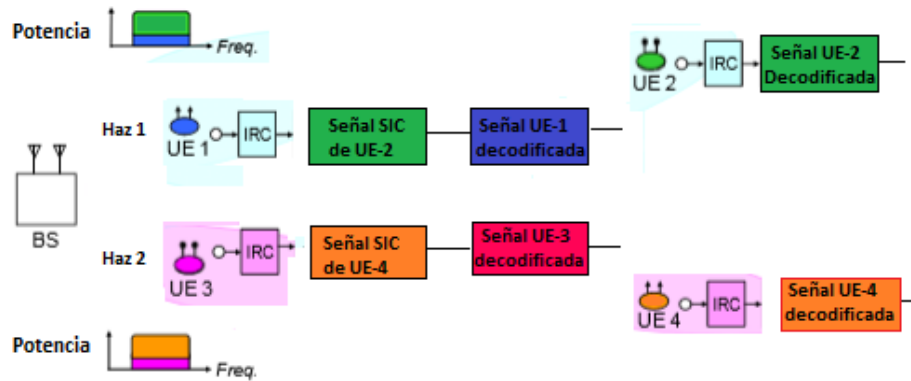 Potencia
Freq.
UE 2
IRC
Señal UE-2
Decodificada
Haz 1
UE 1
IRC
Señal SIC
de UE-2
Señal UE-1
decodificada
BS
Haz 2
UE 3
IRC
Señal SIC
de UE-4
Señal UE-3
decodificada
UE 4
IRC
Señal UE-4
decodificada
Potencia
Freq.